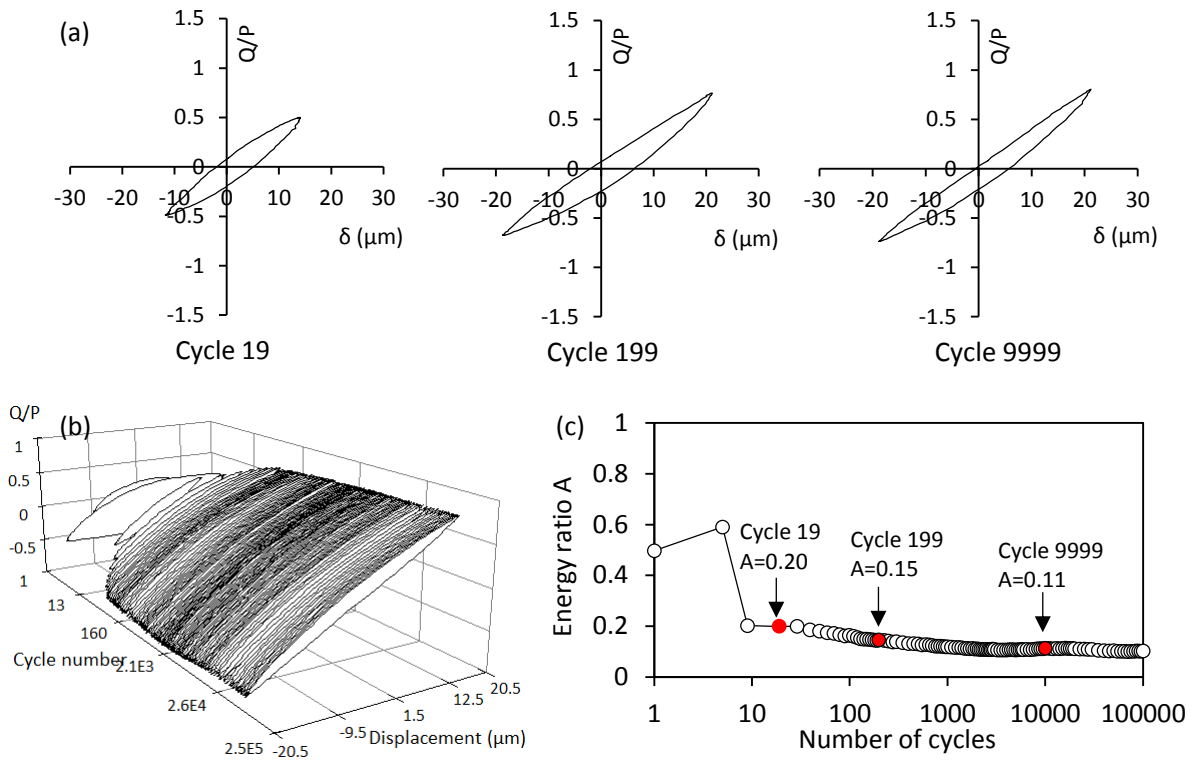 (a)
Q/P
1
0.5
0
-0.5
-1
-1.5
-30 -20 -10 0 10 20 30
δ (µm)
Cycle 19
Q/P
1
0.5
0
-0.5
-1
-1.5
-30 -20 -10 0 10 20 30
δ (µm)
Cycle 199
Q/P
1
0.5
0
-0.5
-1
-1.5
-30 -20 -10 0 10 20 30
δ (µm)
Cycle 9999
(b)
Q/P
1
0.5
0
-0.5
1
13
160
2.1E3
2.6E4
2.5E5
Cycle number
-20.5
-9.5
1.5
12.5
20.5
Displacement (µm)
(c)
Energy ratio A
1
0.8
0.6
0.4
0.2
0
Cycle 19
A=0.20
Cycle 199
A=0.15
Cycle 9999
A=0.11
1 10 100 1000 10000 100000
Number of cycles